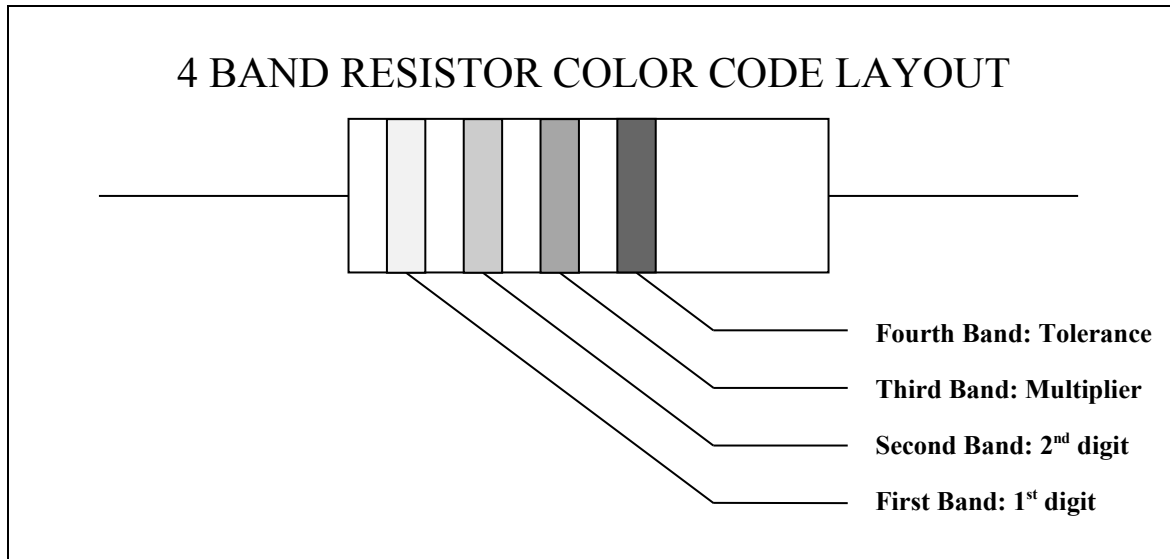 4 BAND RESISTOR COLOR CODE LAYOUT
Fourth Band: Tolerance
Third Band: Multiplier
Second Band: 2nd digit
First Band: 1st digit